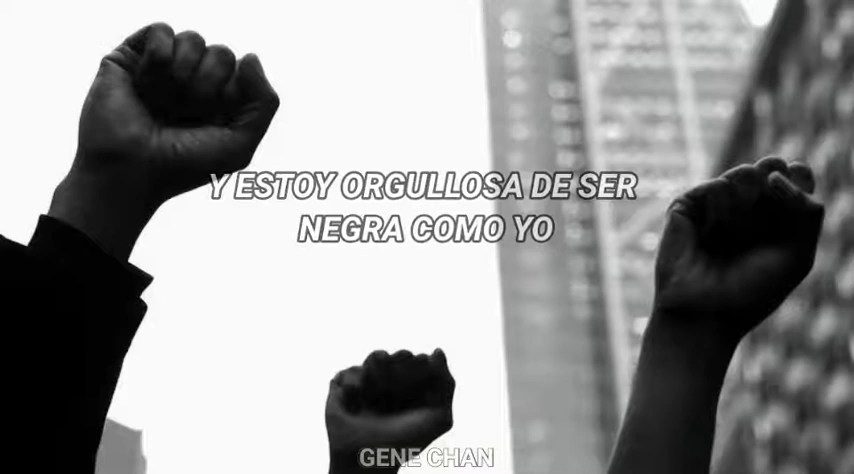 Y ESTOY ORGULLOSA DE SER
NEGRA COMO YO
GENE CHAN